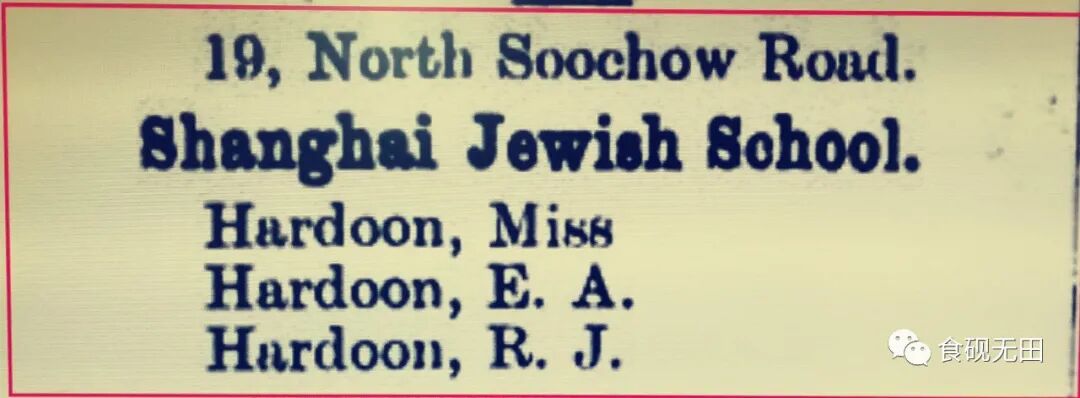 19, North Soochow Road.
Shanghai Jewish School.
Hardoon, Miss
Hardoon, E. A.
Hardoon, R. J.
食砚无田